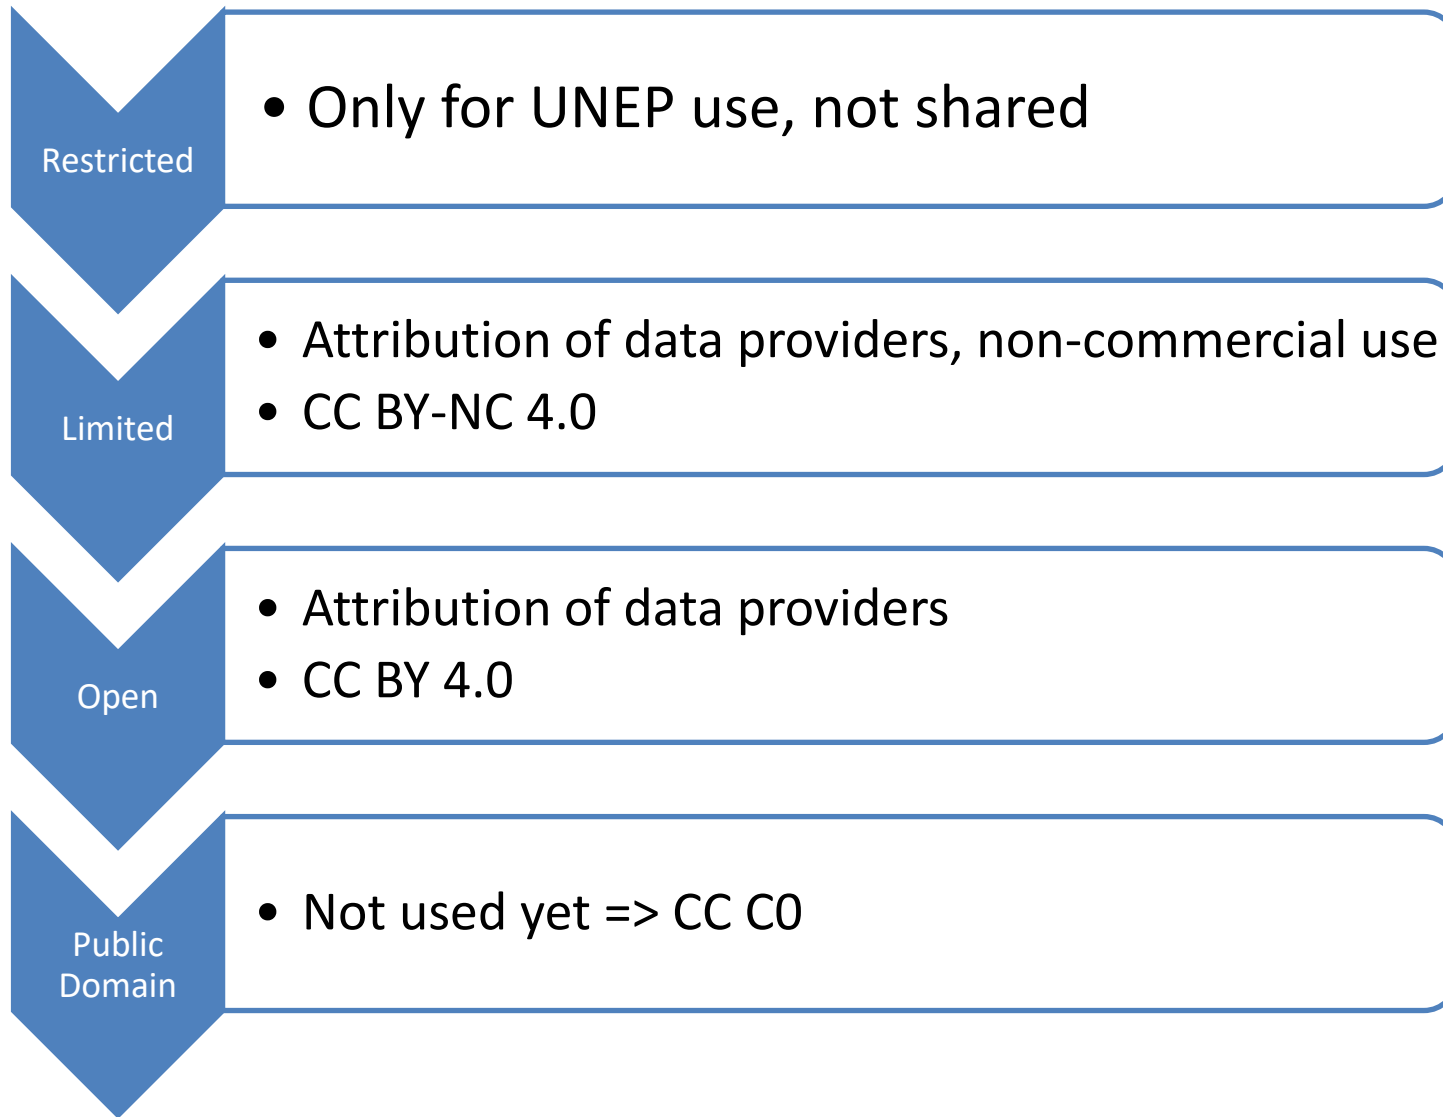 Restricted
• Only for UNEP use, not shared
Limited
• Attribution of data providers, non-commercial use
• CC BY-NC 4.0
Open
• Attribution of data providers
• CC BY 4.0
Public
Domain
• Not used yet => CC C0